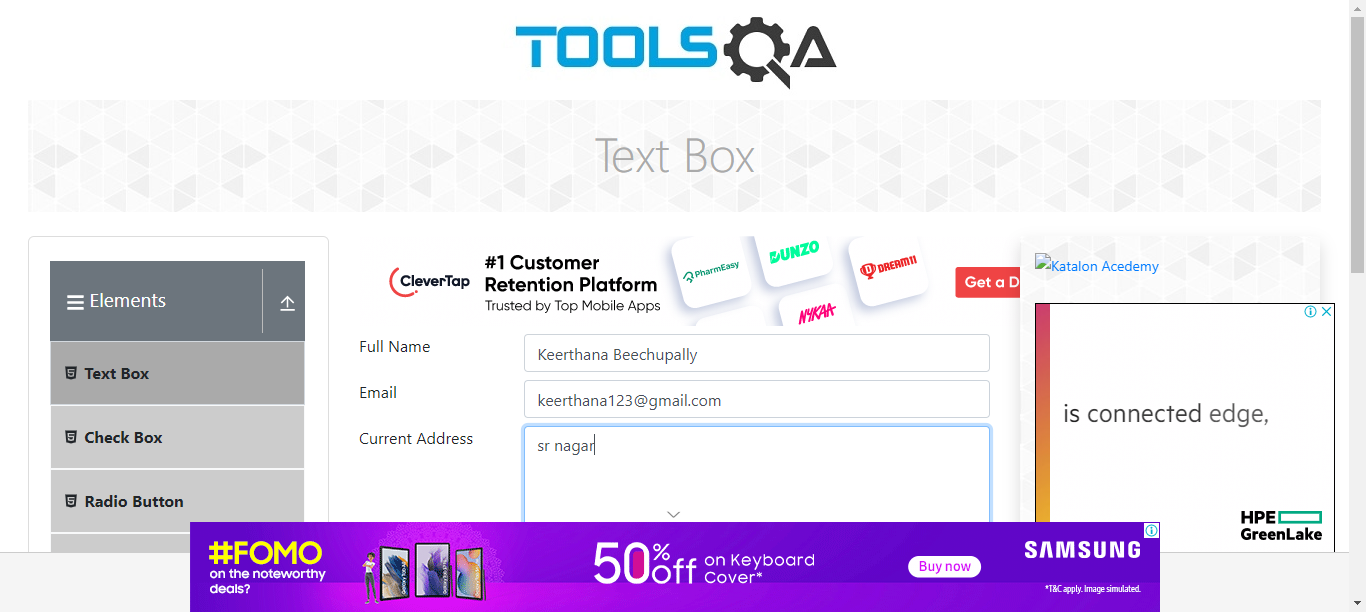 TOOLSQA
Text Box
Elements
Text Box
Check Box
Radio Button
CleverTap
#1 Customer
Retention Platform
Trusted by Top Mobile Apps
PharmEasy
DUNZO
DREAM11
NYKAA
Get a D
Full Name
Keerthana Beechupally
Email
keerthana123@gmail.com
Current Address
sr nagar
Katalon Acedemy
is connected edge,
HPE
GreenLake
#FOMO
on the noteworthy
deals?
50% off on Keyboard
Cover*
Buy now
SAMSUNG
*T&C apply. Image simulated.